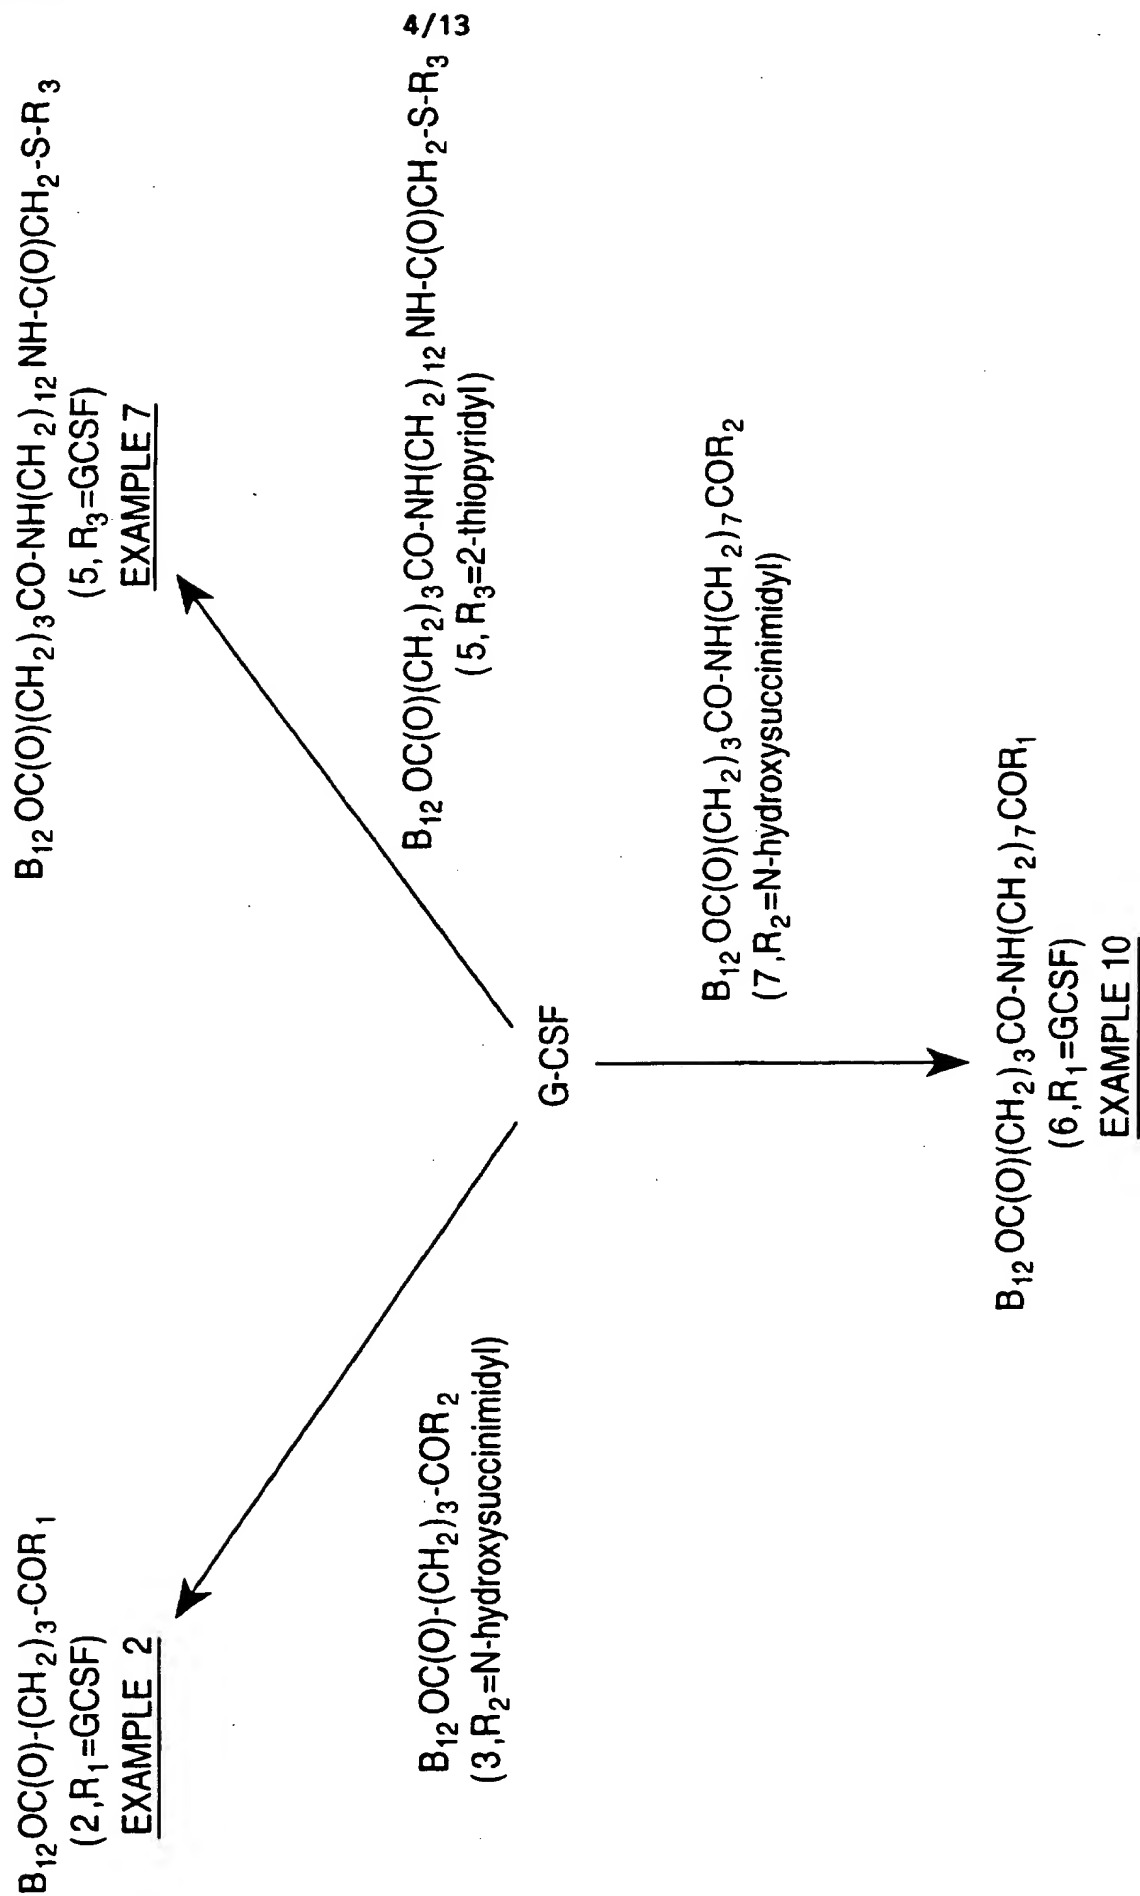 4/13
B₁₂OC(O)-(CH₂)₃-COR₁
(2,R₁=GCSF)
EXAMPLE 2
B₁₂OC(O)-(CH₂)₃-COR₂
(3,R₂=N-hydroxysuccinimidyl)
B₁₂OC(O)(CH₂)₃CO-NH(CH₂)₁₂NH-C(O)CH₂-S-R₃
(5, R₃=GCSF)
EXAMPLE 7
B₁₂OC(O)(CH₂)₃CO-NH(CH₂)₁₂NH-C(O)CH₂-S-R₃
(5, R₃=2-thiopyridyl)
G-CSF
B₁₂OC(O)(CH₂)₃CO-NH(CH₂)₇COR₂
(7,R₂=N-hydroxysuccinimidyl)
B₁₂OC(O)(CH₂)₃CO-NH(CH₂)₇COR₁
(6,R₁=GCSF)
EXAMPLE 10